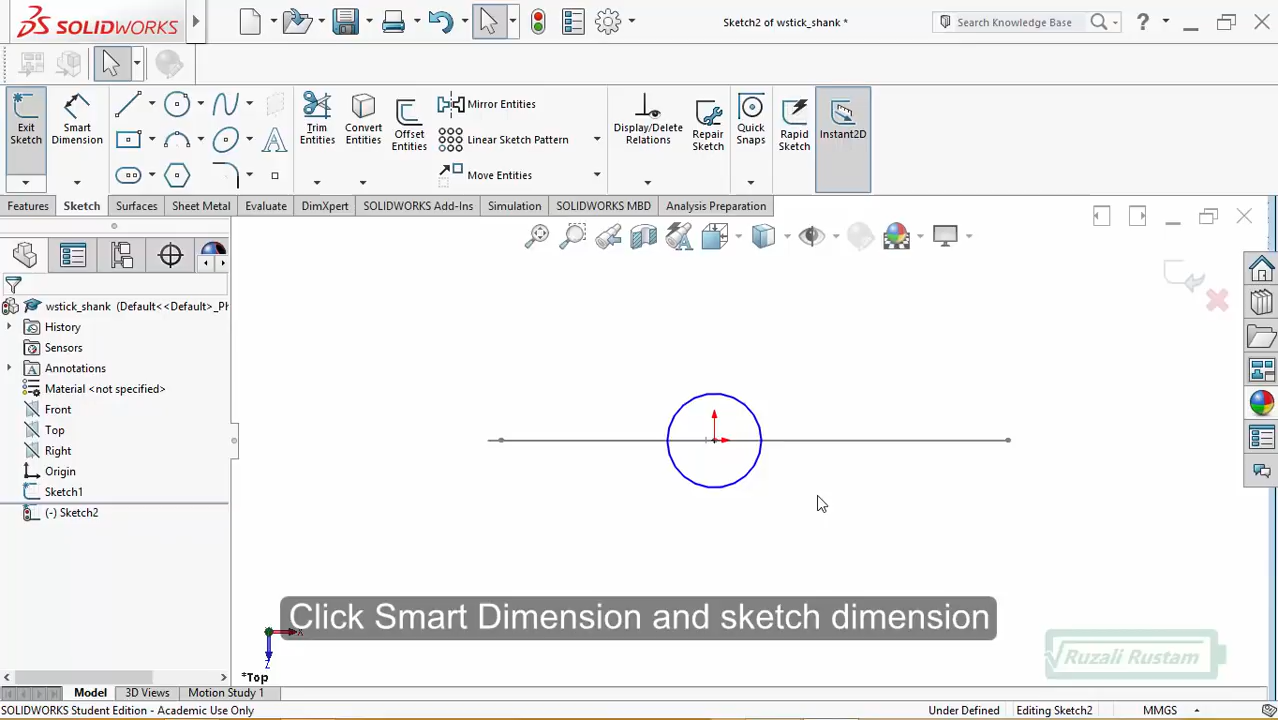 SOLIDWORKS
Sketch2 of wstick_shank *
Search Knowledge Base
?
Exit Sketch
Smart Dimension
Trim Entities
Convert Entities
Offset Entities
Mirror Entities
Linear Sketch Pattern
Move Entities
Display/Delete Relations
Repair Sketch
Quick Snaps
Rapid Sketch
Instant2D
Features
Sketch
Surfaces
Sheet Metal
Evaluate
DimXpert
SOLIDWORKS Add-Ins
Simulation
SOLIDWORKS MBD
Analysis Preparation
wstick_shank (Default<<Default>_Ph
History
Sensors
Annotations
Material <not specified>
Front
Top
Right
Origin
Sketch1
(-) Sketch2
Click Smart Dimension and sketch dimension
X
Z
*Top
Ruzali Rustam
Model
3D Views
Motion Study 1
SOLIDWORKS Student Edition - Academic Use Only
Under Defined
Editing Sketch2
MMGS